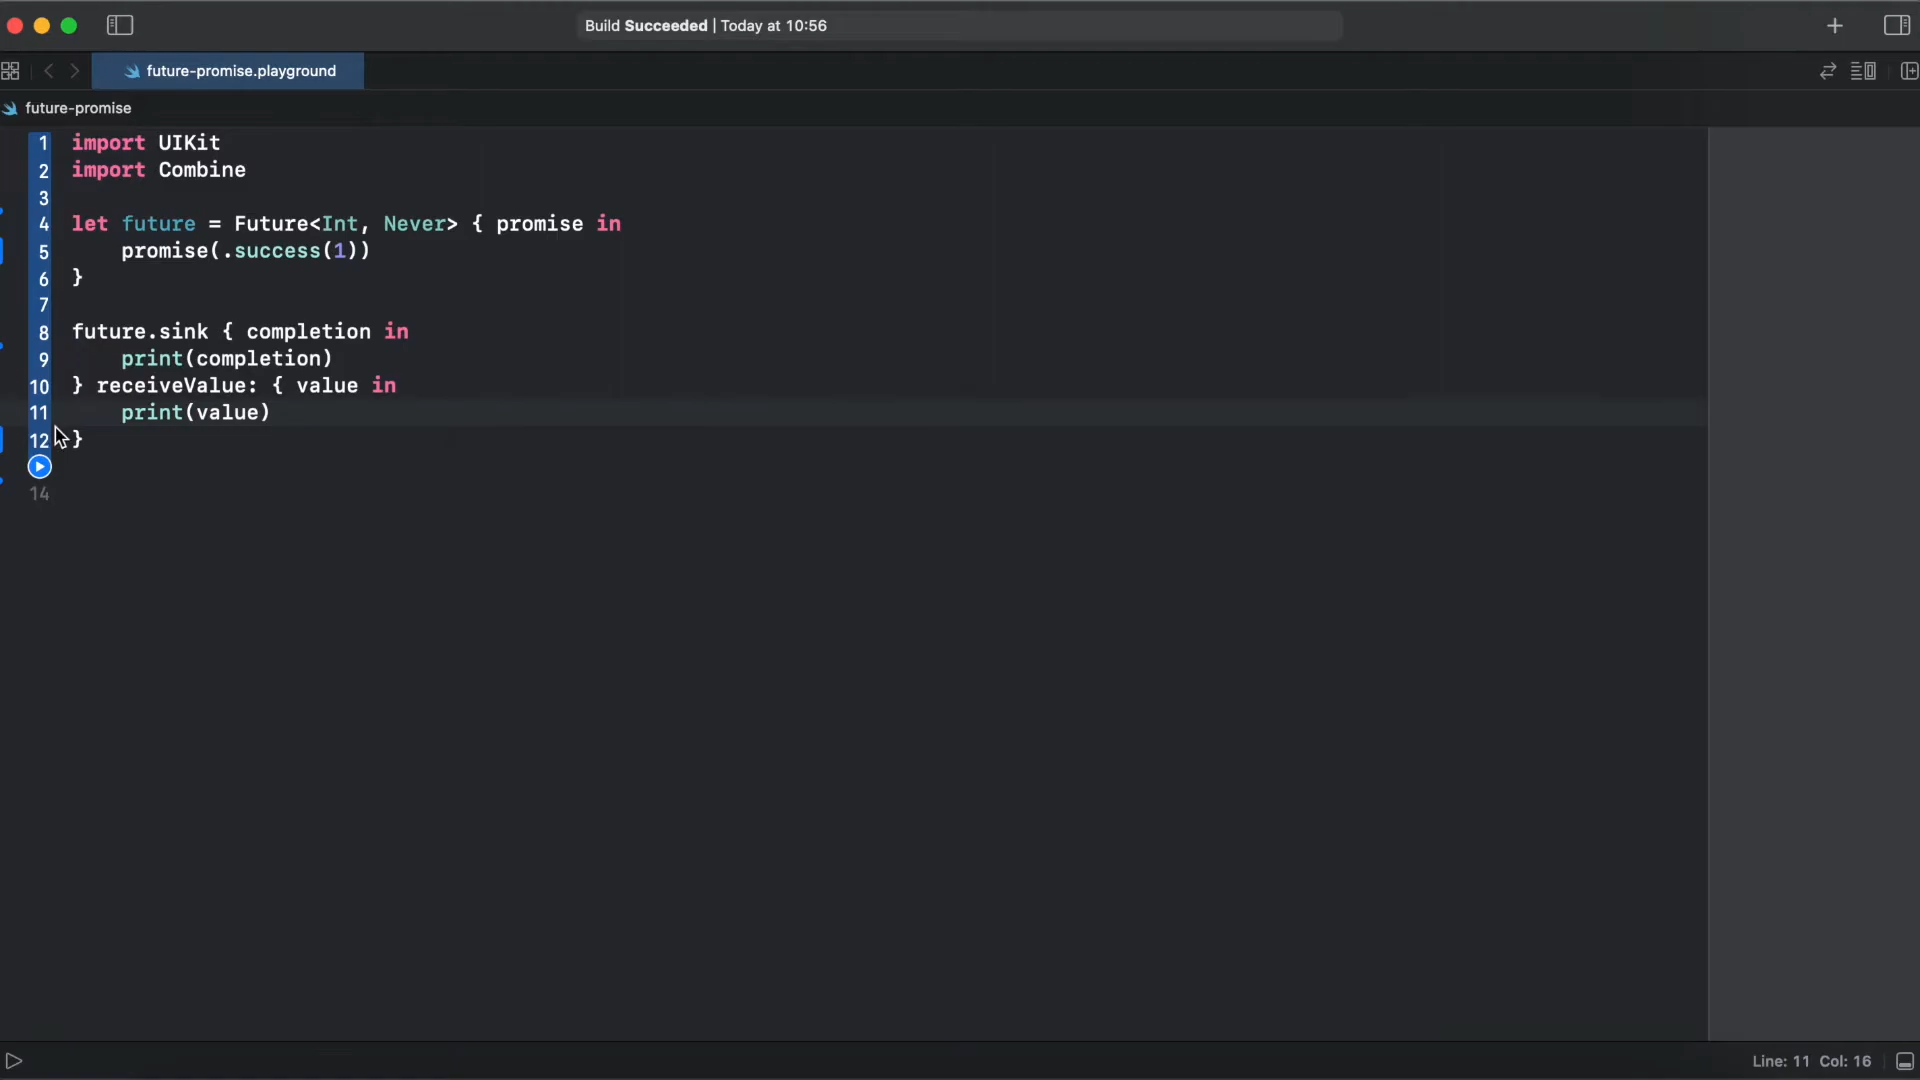 Build Succeeded | Today at 10:56
future-promise.playground
future-promise
1 import UIKit
2 import Combine
3
4 let future = Future<Int, Never> { promise in
5     promise(.success(1))
6 }
7
8 future.sink { completion in
9     print(completion)
10 } receiveValue: { value in
11     print(value)
12 }
14
Line: 11 Col: 16